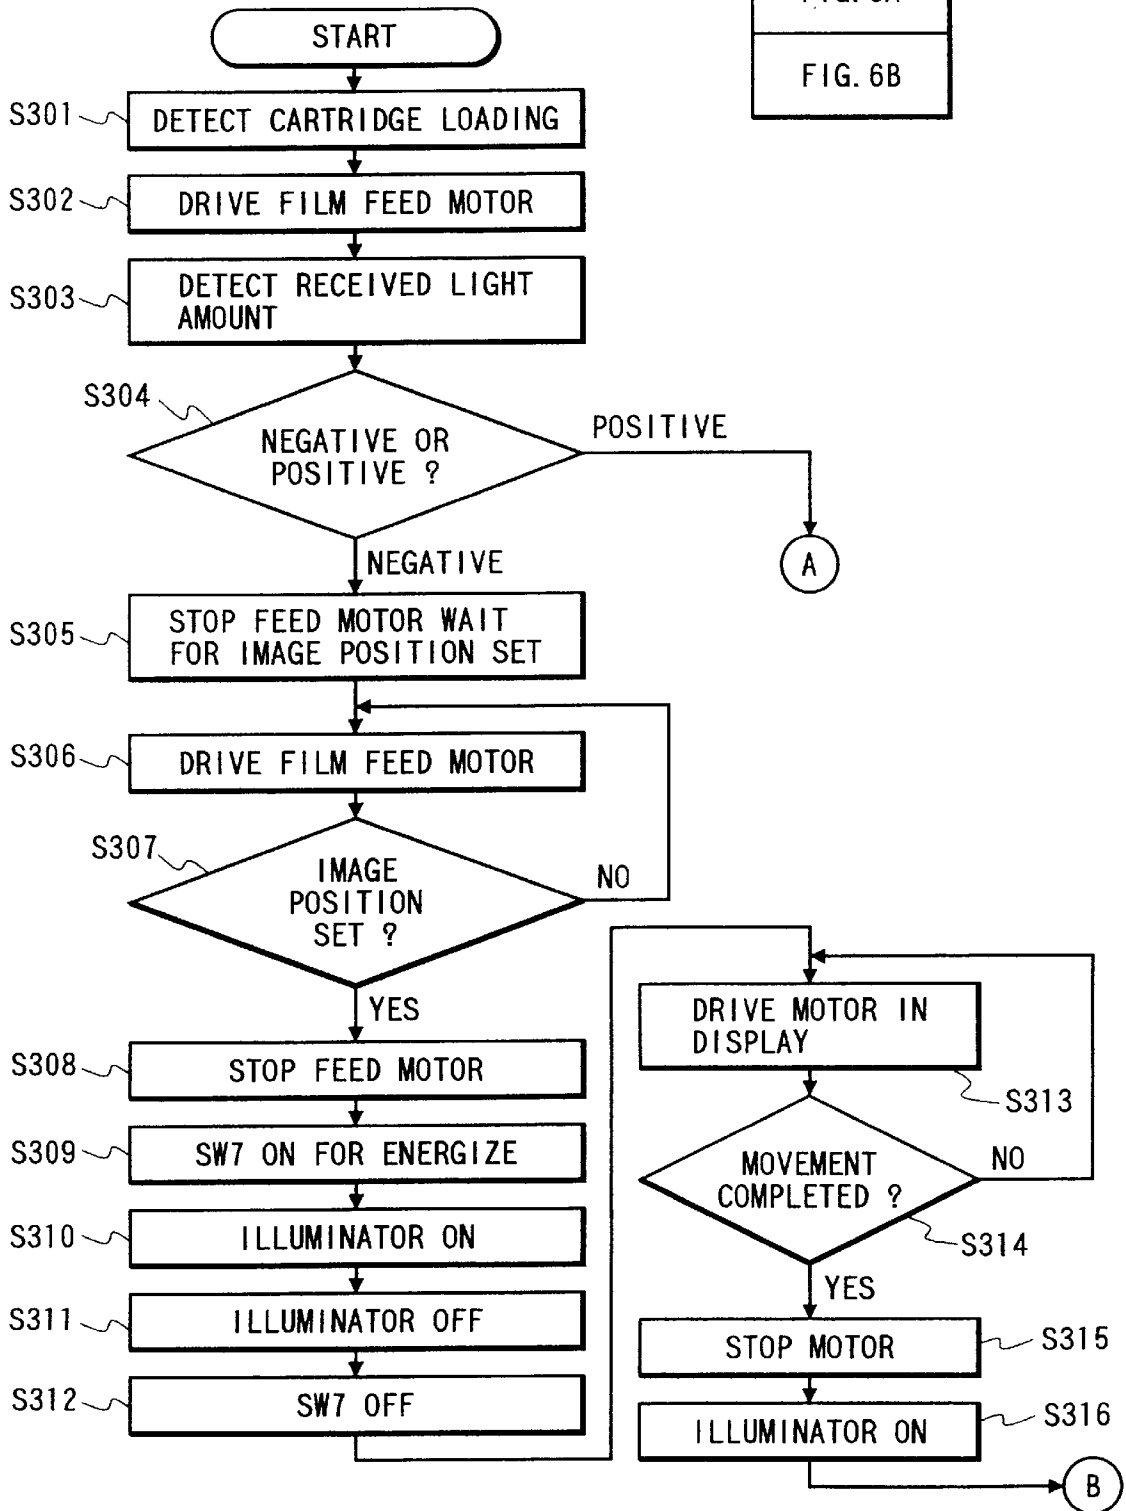 START
FIG. 6B
S301
DETECT CARTRIDGE LOADING
S302
DRIVE FILM FEED MOTOR
S303
DETECT RECEIVED LIGHT
AMOUNT
S304
NEGATIVE OR
POSITIVE ?
POSITIVE
A
NEGATIVE
S305
STOP FEED MOTOR WAIT
FOR IMAGE POSITION SET
S306
DRIVE FILM FEED MOTOR
S307
IMAGE
POSITION
SET ?
NO
YES
S308
STOP FEED MOTOR
S309
SW7 ON FOR ENERGIZE
S310
ILLUMINATOR ON
S311
ILLUMINATOR OFF
S312
SW7 OFF
DRIVE MOTOR IN
DISPLAY
S313
MOVEMENT
COMPLETED ?
NO
S314
YES
STOP MOTOR
S315
ILLUMINATOR ON
S316
B